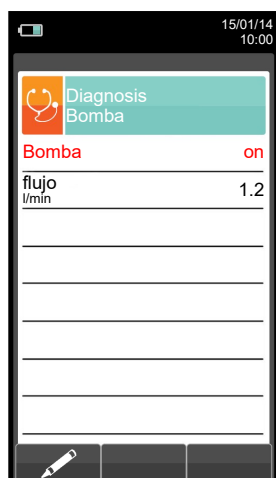 15/01/14
10:00
Diagnosis
Bomba
Bomba on
flujo
l/min 1.2